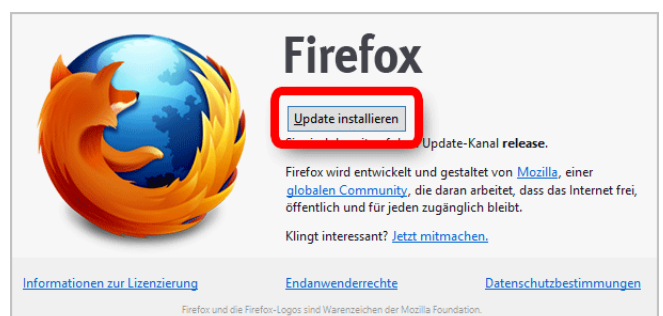 Firefox
Update installieren
Update-Kanal release.
Firefox wird entwickelt und gestaltet von Mozilla, einer
globalen Community, die daran arbeitet, dass das Internet frei,
öffentlich und für jeden zugänglich bleibt.
Klingt interessant? Jetzt mitmachen.
Informationen zur Lizenzierung
Endanwenderrechte
Datenschutzbestimmungen
Firefox und die Firefox-Logos sind Warenzeichen der Mozilla Foundation.